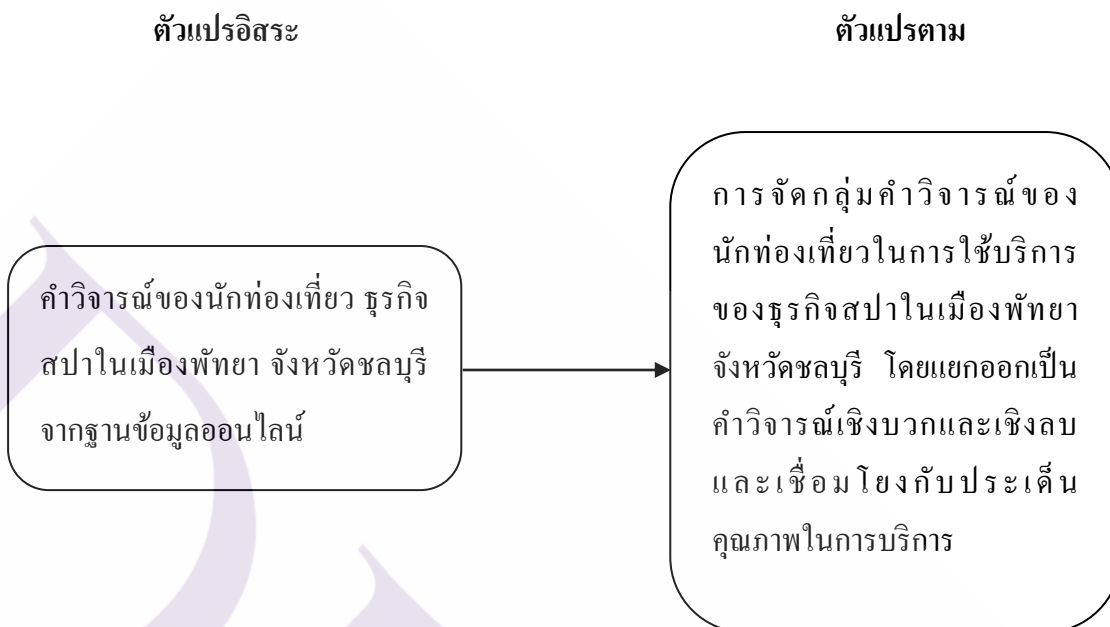 ตัวแปรอิสระ
ตัวแปรตาม
คำวิจารณ์ของนักท่องเที่ยว ธุรกิจ
สปาในเมืองพัทยา จังหวัดชลบุรี
จากฐานข้อมูลออนไลน์
การจัดกลุ่มคำวิจารณ์ของ
นักท่องเที่ยวในการใช้บริการ
ของธุรกิจสปาในเมืองพัทยา
จังหวัดชลบุรี โดยแยกออกเป็น
คำวิจารณ์เชิงบวกและเชิงลบ
และเชื่อมโยงกับประเด็น
คุณภาพในการบริการ